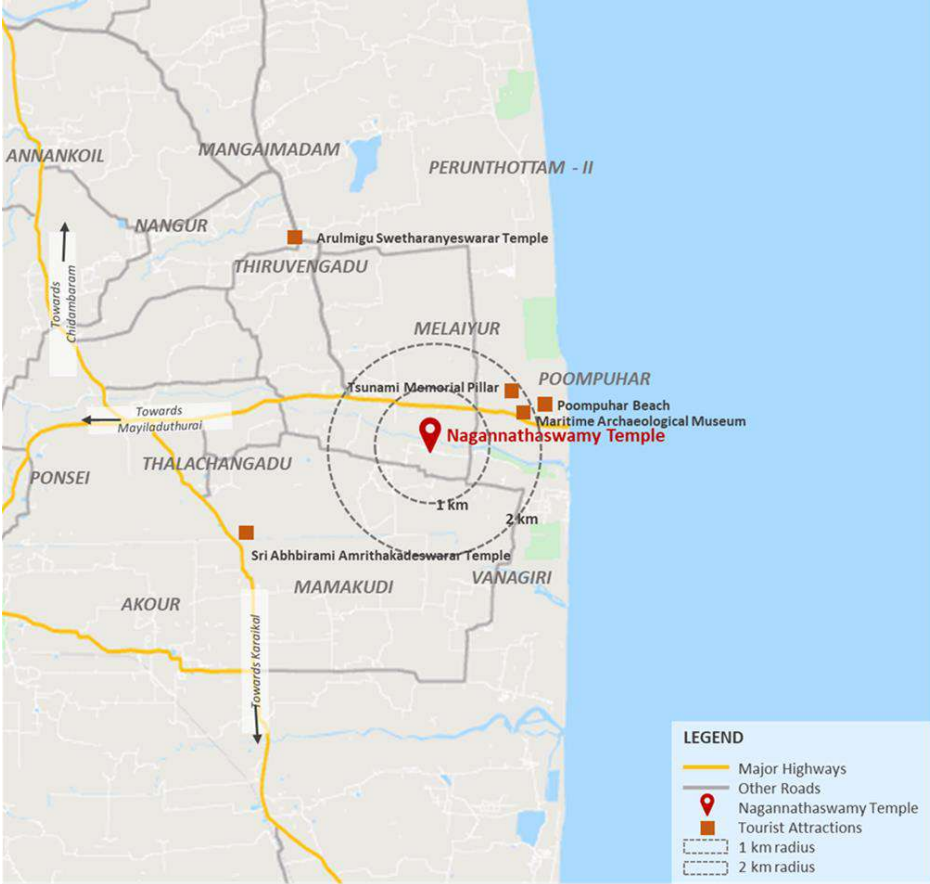 ANNANKOIL
MANGAIMADAM
PERUNTHOTTAM - II
NANGUR
Arulmigu Swetharanyeswarar Temple
THIRUVENGADU
Towards
Chidambaram
MELAIYUR
Tsunami Memorial Pillar
POOMPUHAR
Poompuhar Beach
Maritime Archaeological Museum
Towards
Mayiladuthurai
Nagannathaswamy Temple
THALACHANGADU
PONSEI
1 km
2 km
Sri Abhbirami Amrithakadeswarar Temple
VANAGIRI
MAMAKUDI
AKOUR
Towards Karaikal
LEGEND
Major Highways
Other Roads
Nagannathaswamy Temple
Tourist Attractions
1 km radius
2 km radius